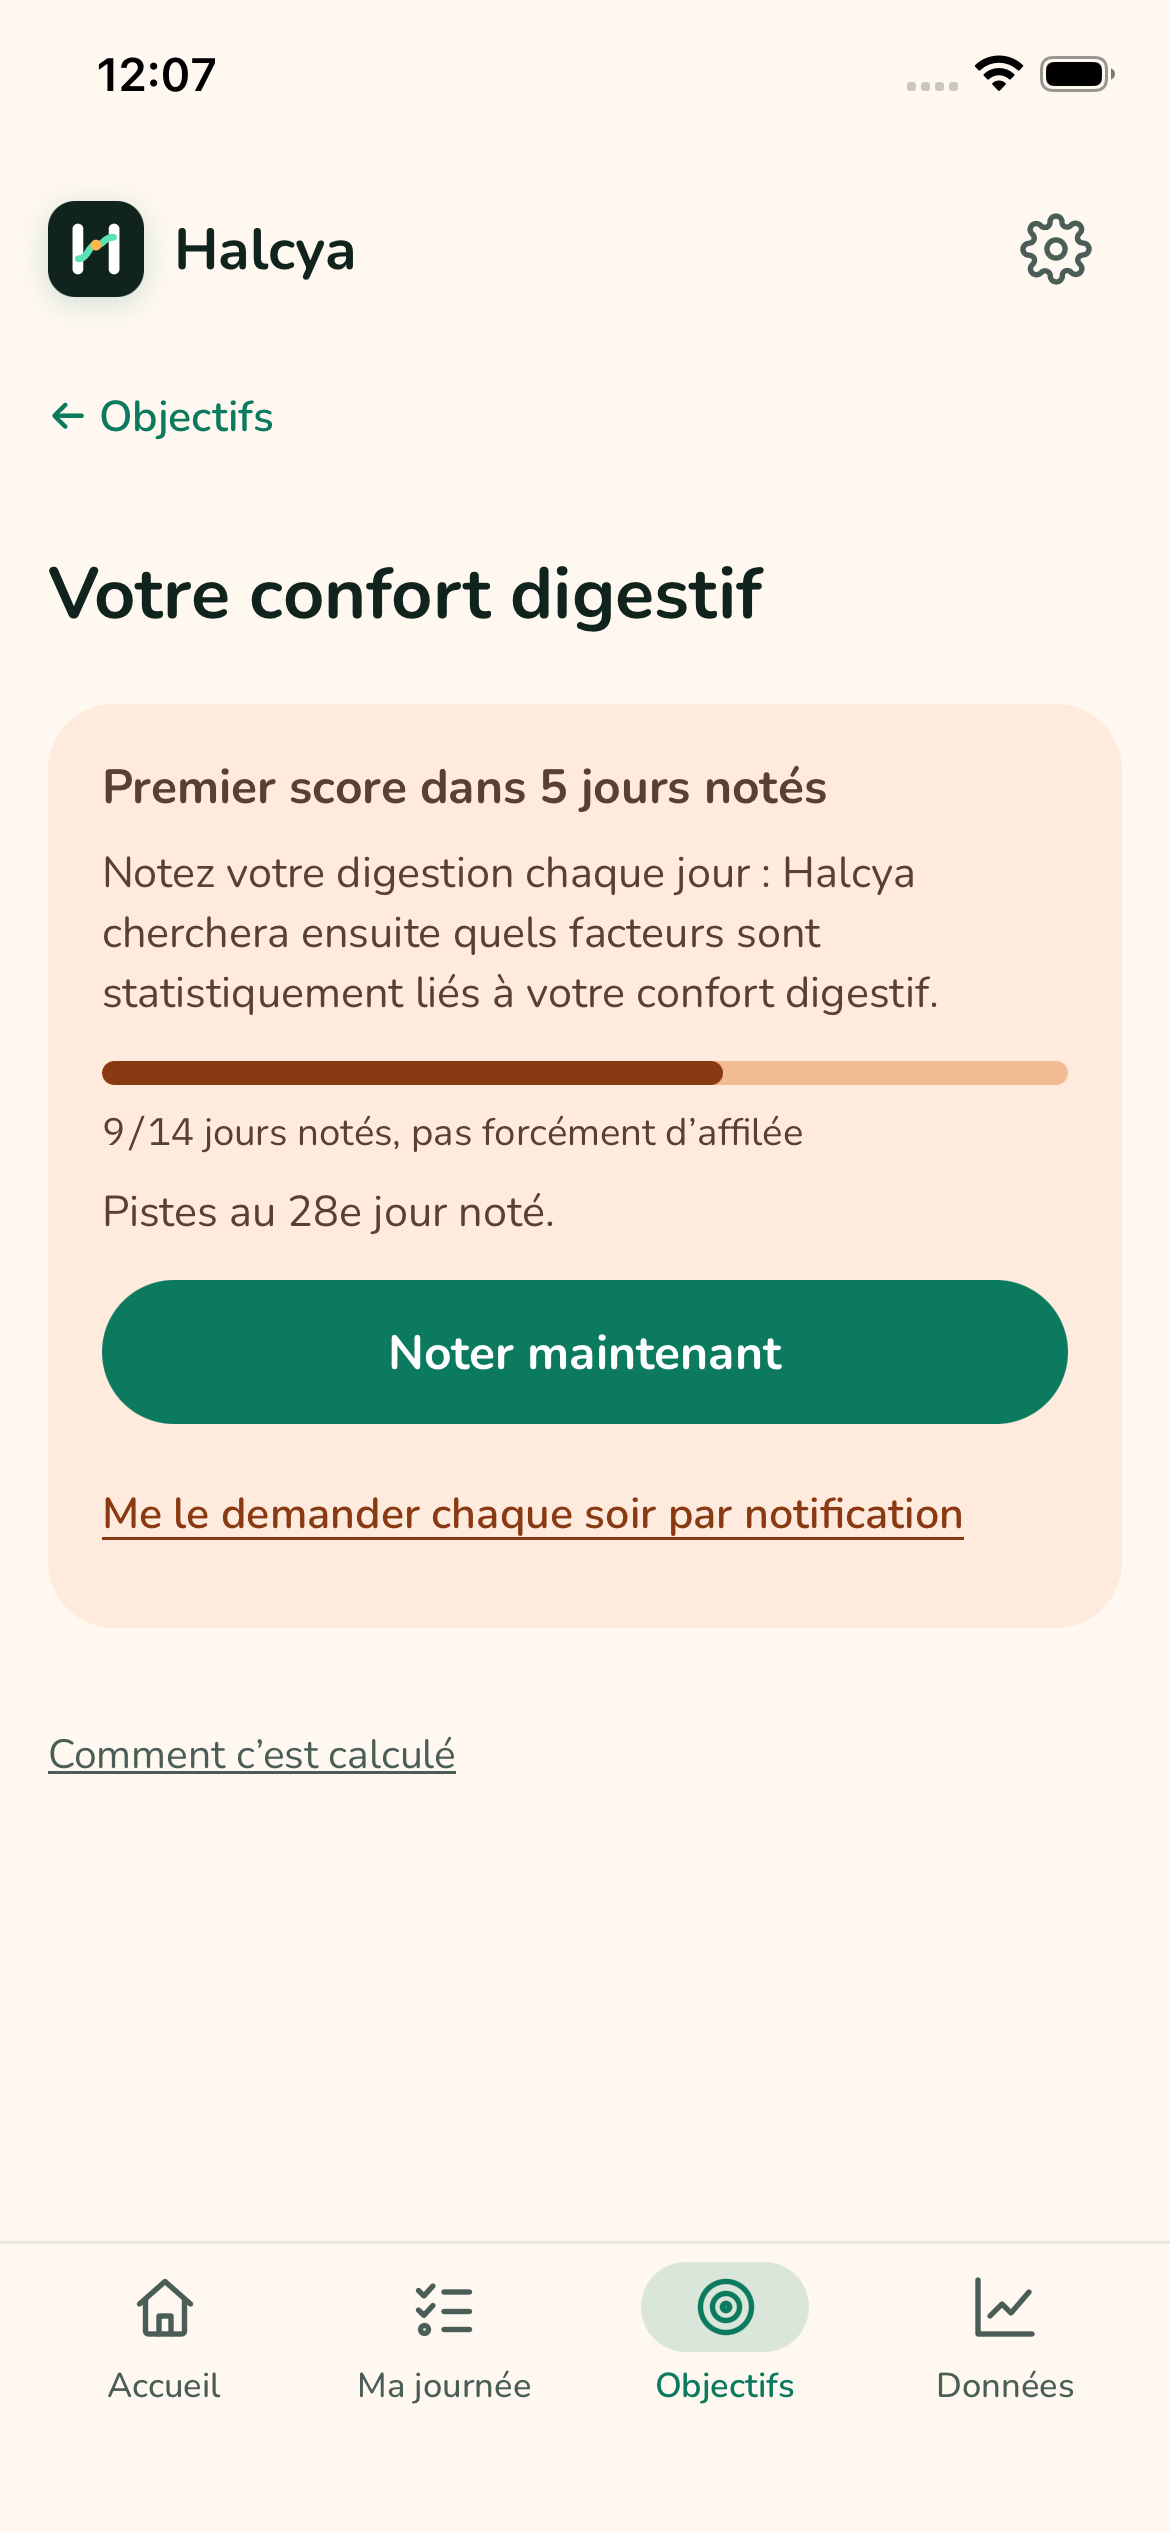 12:07
Halcya
← Objectifs
Votre confort digestif
Premier score dans 5 jours notés
Notez votre digestion chaque jour : Halcya
cherchera ensuite quels facteurs sont
statistiquement liés à votre confort digestif.
9/14 jours notés, pas forcément d’affilée
Pistes au 28e jour noté.
Noter maintenant
Me le demander chaque soir par notification
Comment c’est calculé
Accueil
Ma journée
Objectifs
Données